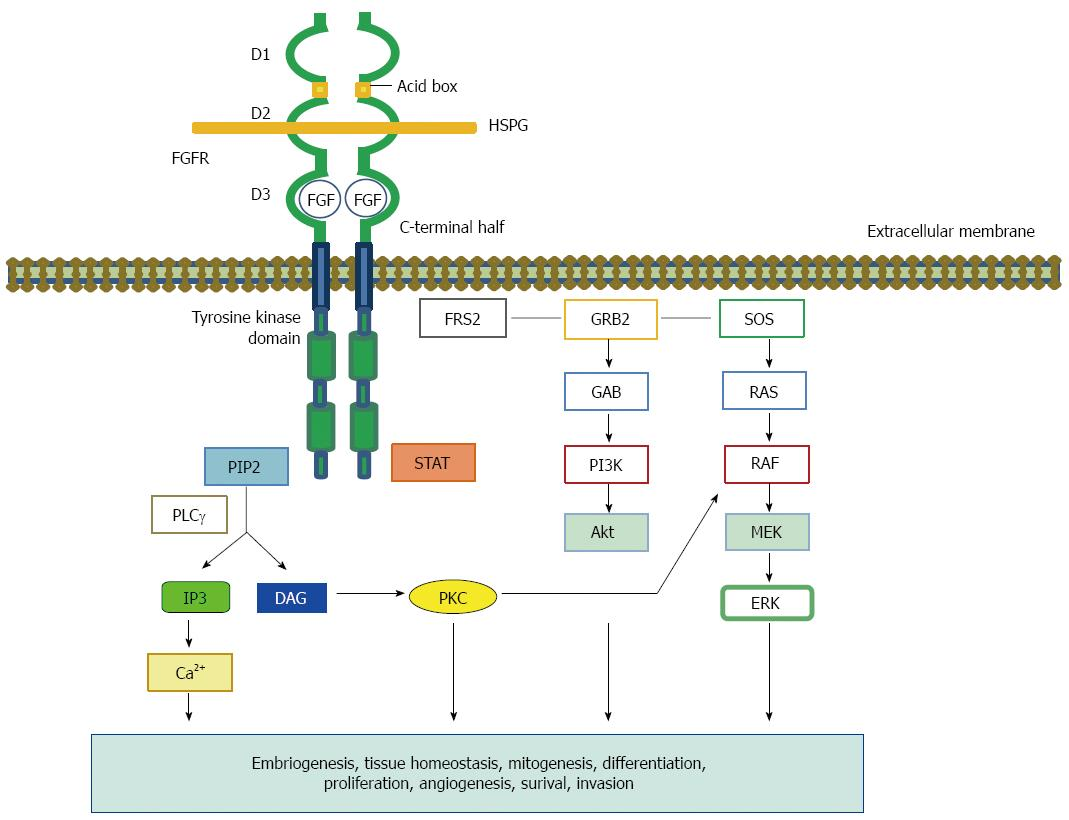 D1
Acid box
D2
HSPG
FGFR
D3
FGF
FGF
C-terminal half
Extracellular membrane
Tyrosine kinase
domain
FRS2
GRB2
SOS
GAB
RAS
PIP2
STAT
PI3K
RAF
PLCγ
Akt
MEK
IP3
DAG
PKC
ERK
Ca²⁺
Embriogenesis, tissue homeostasis, mitogenesis, differentiation,
proliferation, angiogenesis, surival, invasion